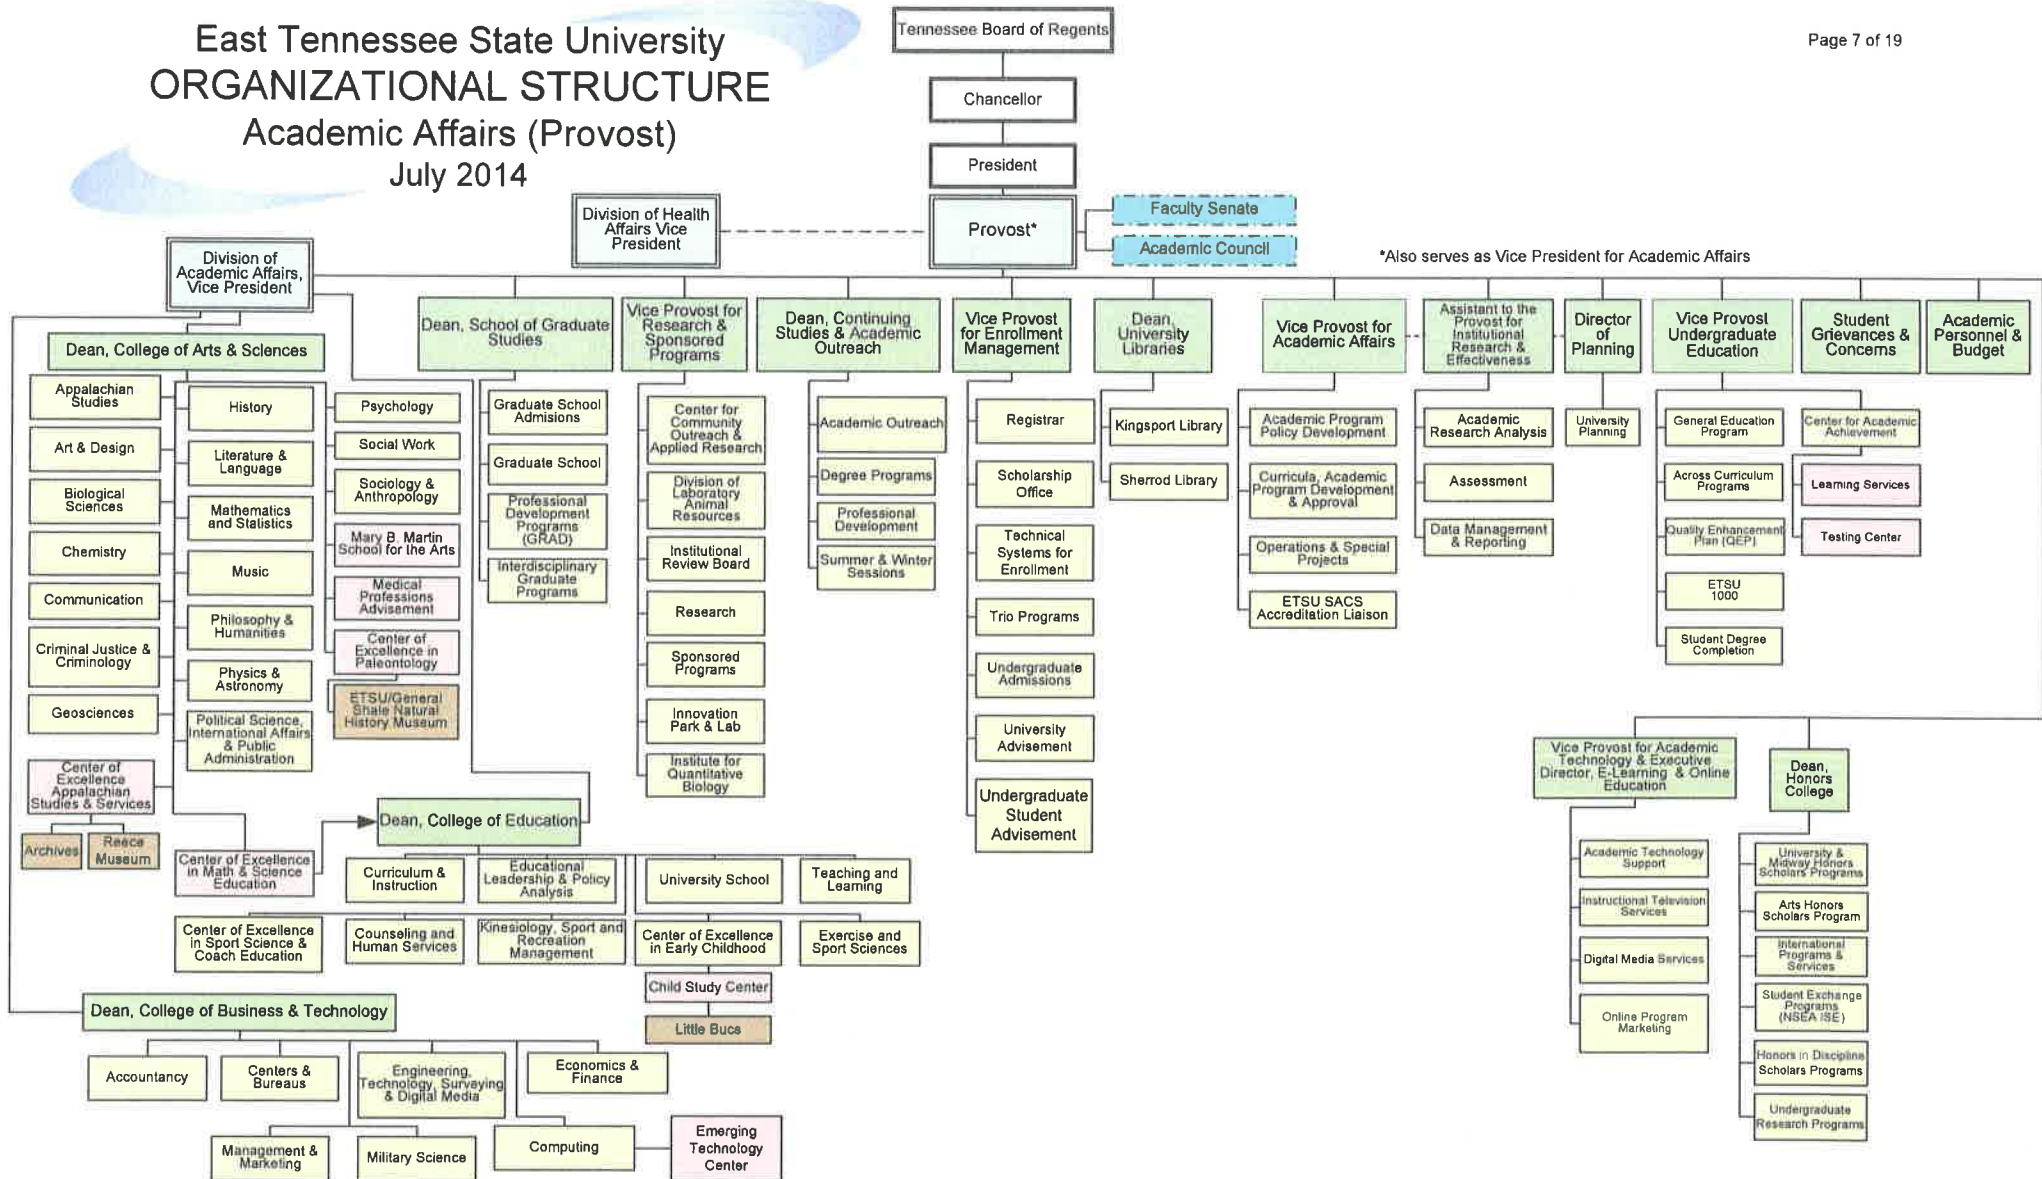 East Tennessee State University
ORGANIZATIONAL STRUCTURE
Academic Affairs (Provost)
July 2014
Page 7 of 19
Tennessee Board of Regents
Chancellor
President
Division of Health
Affairs Vice
President
Provost*
Faculty Senate
Academic Council
*Also serves as Vice President for Academic Affairs
Division of
Academic Affairs,
Vice President
Dean, College of Arts & Sciences
Dean, School of Graduate
Studies
Vice Provost for
Research &
Sponsored
Programs
Dean, Continuing
Studies & Academic
Outreach
Vice Provost
for Enrollment
Management
Dean,
University
Libraries
Vice Provost for
Academic Affairs
Assistant to the
Provost for
Institutional
Research &
Effectiveness
Director
of
Planning
Vice Provost
Undergraduate
Education
Student
Grievances &
Concerns
Academic
Personnel &
Budget
Appalachian
Studies
Art & Design
Biological
Sciences
Chemistry
Communication
Criminal Justice &
Criminology
Geosciences
Center of
Excellence
Appalachian
Studies & Services
Archives
Reece
Museum
History
Literature &
Language
Mathematics
and Statistics
Music
Philosophy &
Humanities
Physics &
Astronomy
Political Science,
International Affairs
& Public
Administration
Center of Excellence
in Math & Science
Education
Psychology
Social Work
Sociology &
Anthropology
Mary B. Martin
School for the Arts
Medical
Professions
Advisement
Center of
Excellence in
Paleontology
ETSU/General
Shale Natural
History Museum
Graduate School
Admisions
Graduate School
Professional
Development
Programs
(GRAD)
Interdisciplinary
Graduate
Programs
Center for
Community
Outreach &
Applied Research
Division of
Laboratory
Animal
Resources
Institutional
Review Board
Research
Sponsored
Programs
Innovation
Park & Lab
Institute for
Quantitative
Biology
Academic Outreach
Degree Programs
Professional
Development
Summer & Winter
Sessions
Registrar
Scholarship
Office
Technical
Systems for
Enrollment
Trio Programs
Undergraduate
Admissions
University
Advisement
Undergraduate
Student
Advisement
Kingsport Library
Sherrod Library
Academic Program
Policy Development
Curricula, Academic
Program Development
& Approval
Operations & Special
Projects
ETSU SACS
Accreditation Liaison
Academic
Research Analysis
Assessment
Data Management
& Reporting
University
Planning
General Education
Program
Across Curriculum
Programs
Quality Enhancement
Plan (QEP)
ETSU
1000
Student Degree
Completion
Center for Academic
Achievement
Learning Services
Testing Center
Vice Provost for Academic
Technology & Executive
Director, E-Learning & Online
Education
Academic Technology
Support
Instructional Television
Services
Digital Media Services
Online Program
Marketing
Dean,
Honors
College
University &
Midway Honors
Scholars Programs
Arts Honors
Scholars Program
International
Programs &
Services
Student Exchange
Programs
(NSEA ISE)
Honors in Discipline
Scholars Programs
Undergraduate
Research Programs
Dean, College of Education
Curriculum &
Instruction
Educational
Leadership & Policy
Analysis
University School
Teaching and
Learning
Center of Excellence
in Sport Science &
Coach Education
Counseling and
Human Services
Kinesiology, Sport and
Recreation
Management
Center of Excellence
in Early Childhood
Exercise and
Sport Sciences
Child Study Center
Little Bucs
Dean, College of Business & Technology
Accountancy
Centers &
Bureaus
Engineering,
Technology, Surveying
& Digital Media
Economics &
Finance
Management &
Marketing
Military Science
Computing
Emerging
Technology
Center